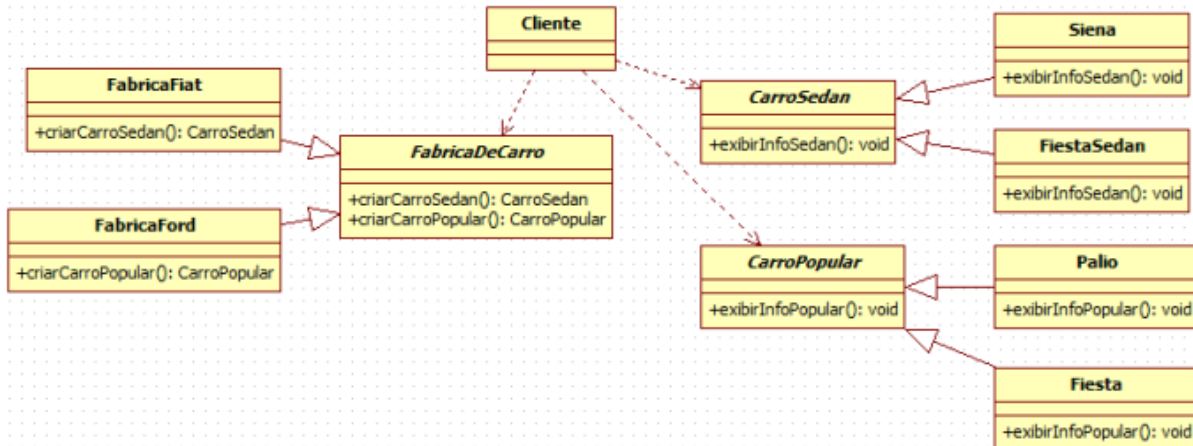 Cliente
Siena
+exibirInfoSedan(): void
FabricaFiat
+criarCarroSedan(): CarroSedan
CarroSedan
+exibirInfoSedan(): void
FabricaDeCarro
+criarCarroSedan(): CarroSedan
+criarCarroPopular(): CarroPopular
FiestaSedan
+exibirInfoSedan(): void
FabricaFord
+criarCarroPopular(): CarroPopular
CarroPopular
+exibirInfoPopular(): void
Palio
+exibirInfoPopular(): void
Fiesta
+exibirInfoPopular(): void